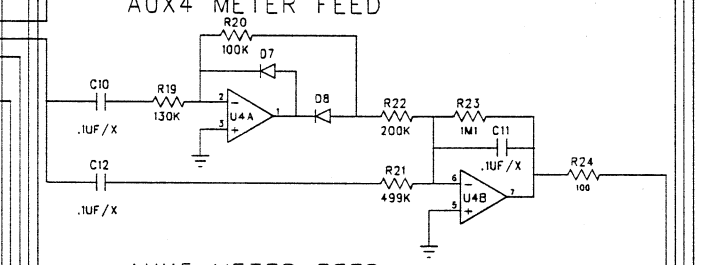 AUX4 METER FEED
R20
100K
D7
C10
R19
2
U4A
1
D8
R22
R23
.1UF/X
130K
3
200K
1M1
C11
.1UF/X
C12
R21
6
U4B
7
R24
100
.1UF/X
499K
5